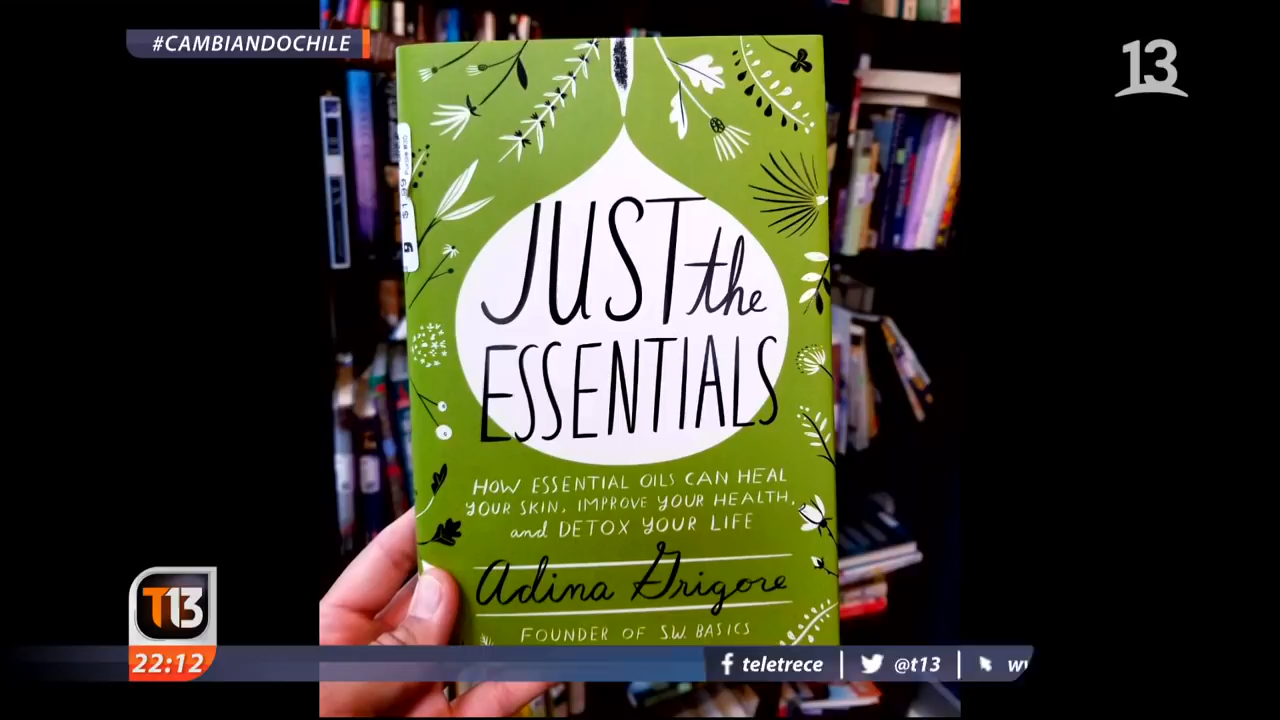 #CAMBIANDOCHILE
13
JUST the
ESSENTIALS
HOW ESSENTIAL OILS CAN HEAL
YOUR SKIN, IMPROVE YOUR HEALTH,
and DETOX YOUR LIFE
Adina Grigore
FOUNDER OF S.W. BASICS
T13
22:12
teletrece
@t13